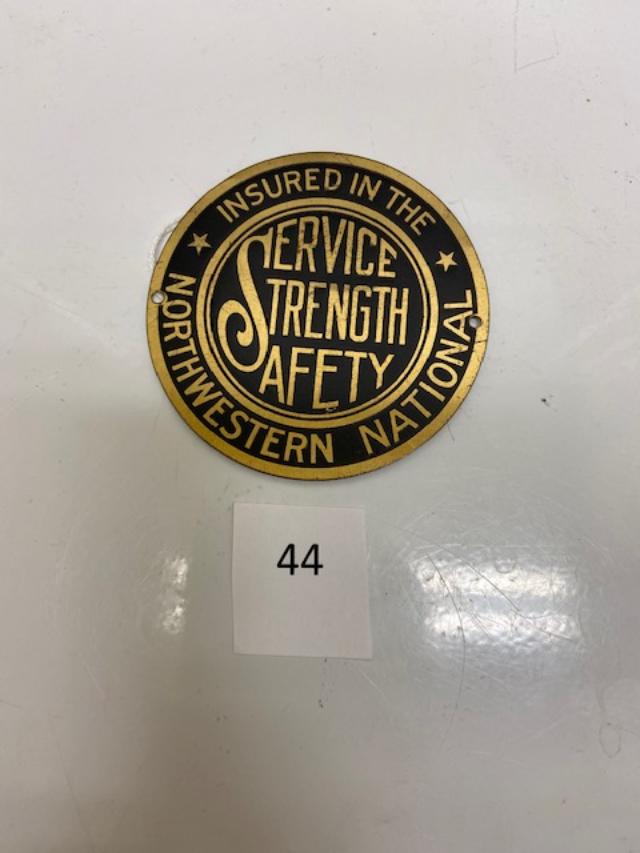 INSURED IN THE
SERVICE
STRENGTH
SAFETY
NORTHWESTERN NATIONAL
44